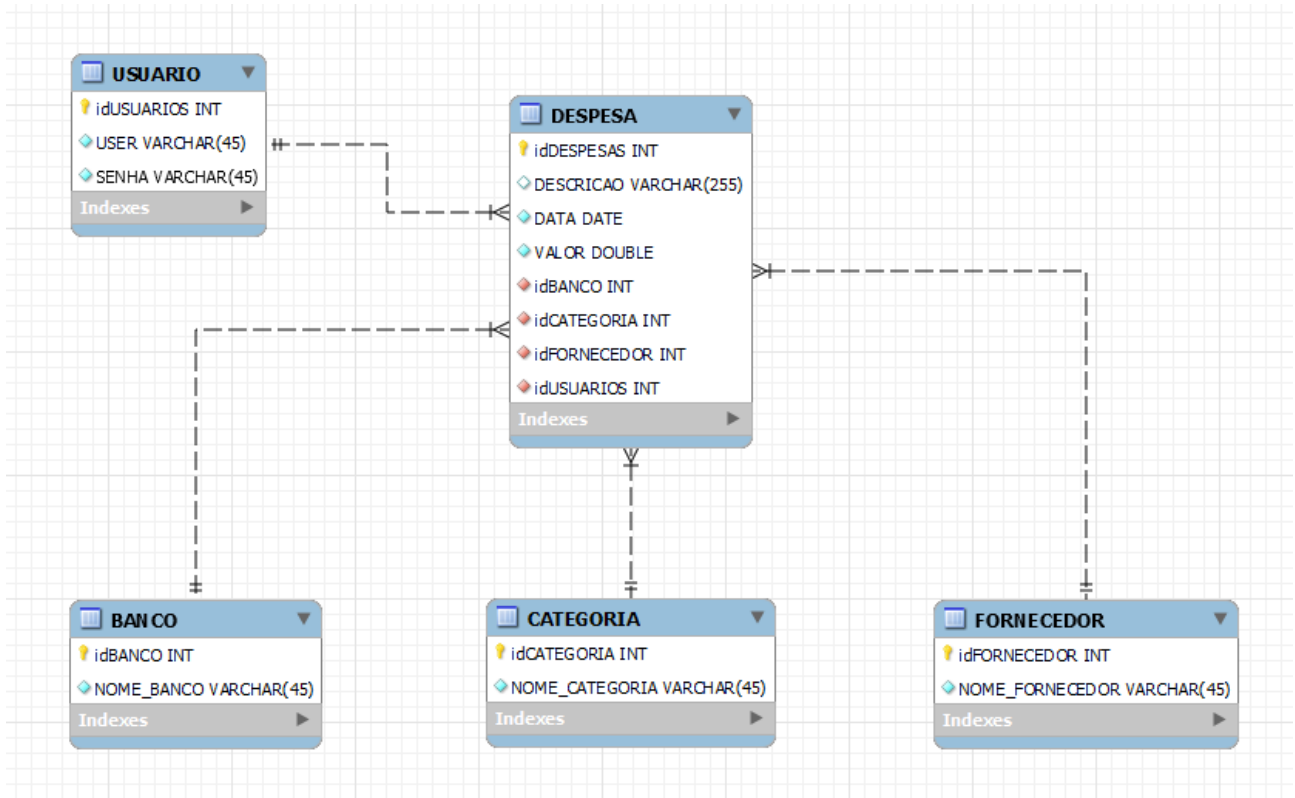 USUARIO
idUSUARIOS INT
USER VARCHAR(45)
SENHA VARCHAR(45)
Indexes
DESPESA
idDESPESAS INT
DESCRICAO VARCHAR(255)
DATA DATE
VALOR DOUBLE
idBANCO INT
idCATEGORIA INT
idFORNECEDOR INT
idUSUARIOS INT
Indexes
BANCO
idBANCO INT
NOME_BANCO VARCHAR(45)
Indexes
CATEGORIA
idCATEGORIA INT
NOME_CATEGORIA VARCHAR(45)
Indexes
FORNECEDOR
idFORNECEDOR INT
NOME_FORNECEDOR VARCHAR(45)
Indexes